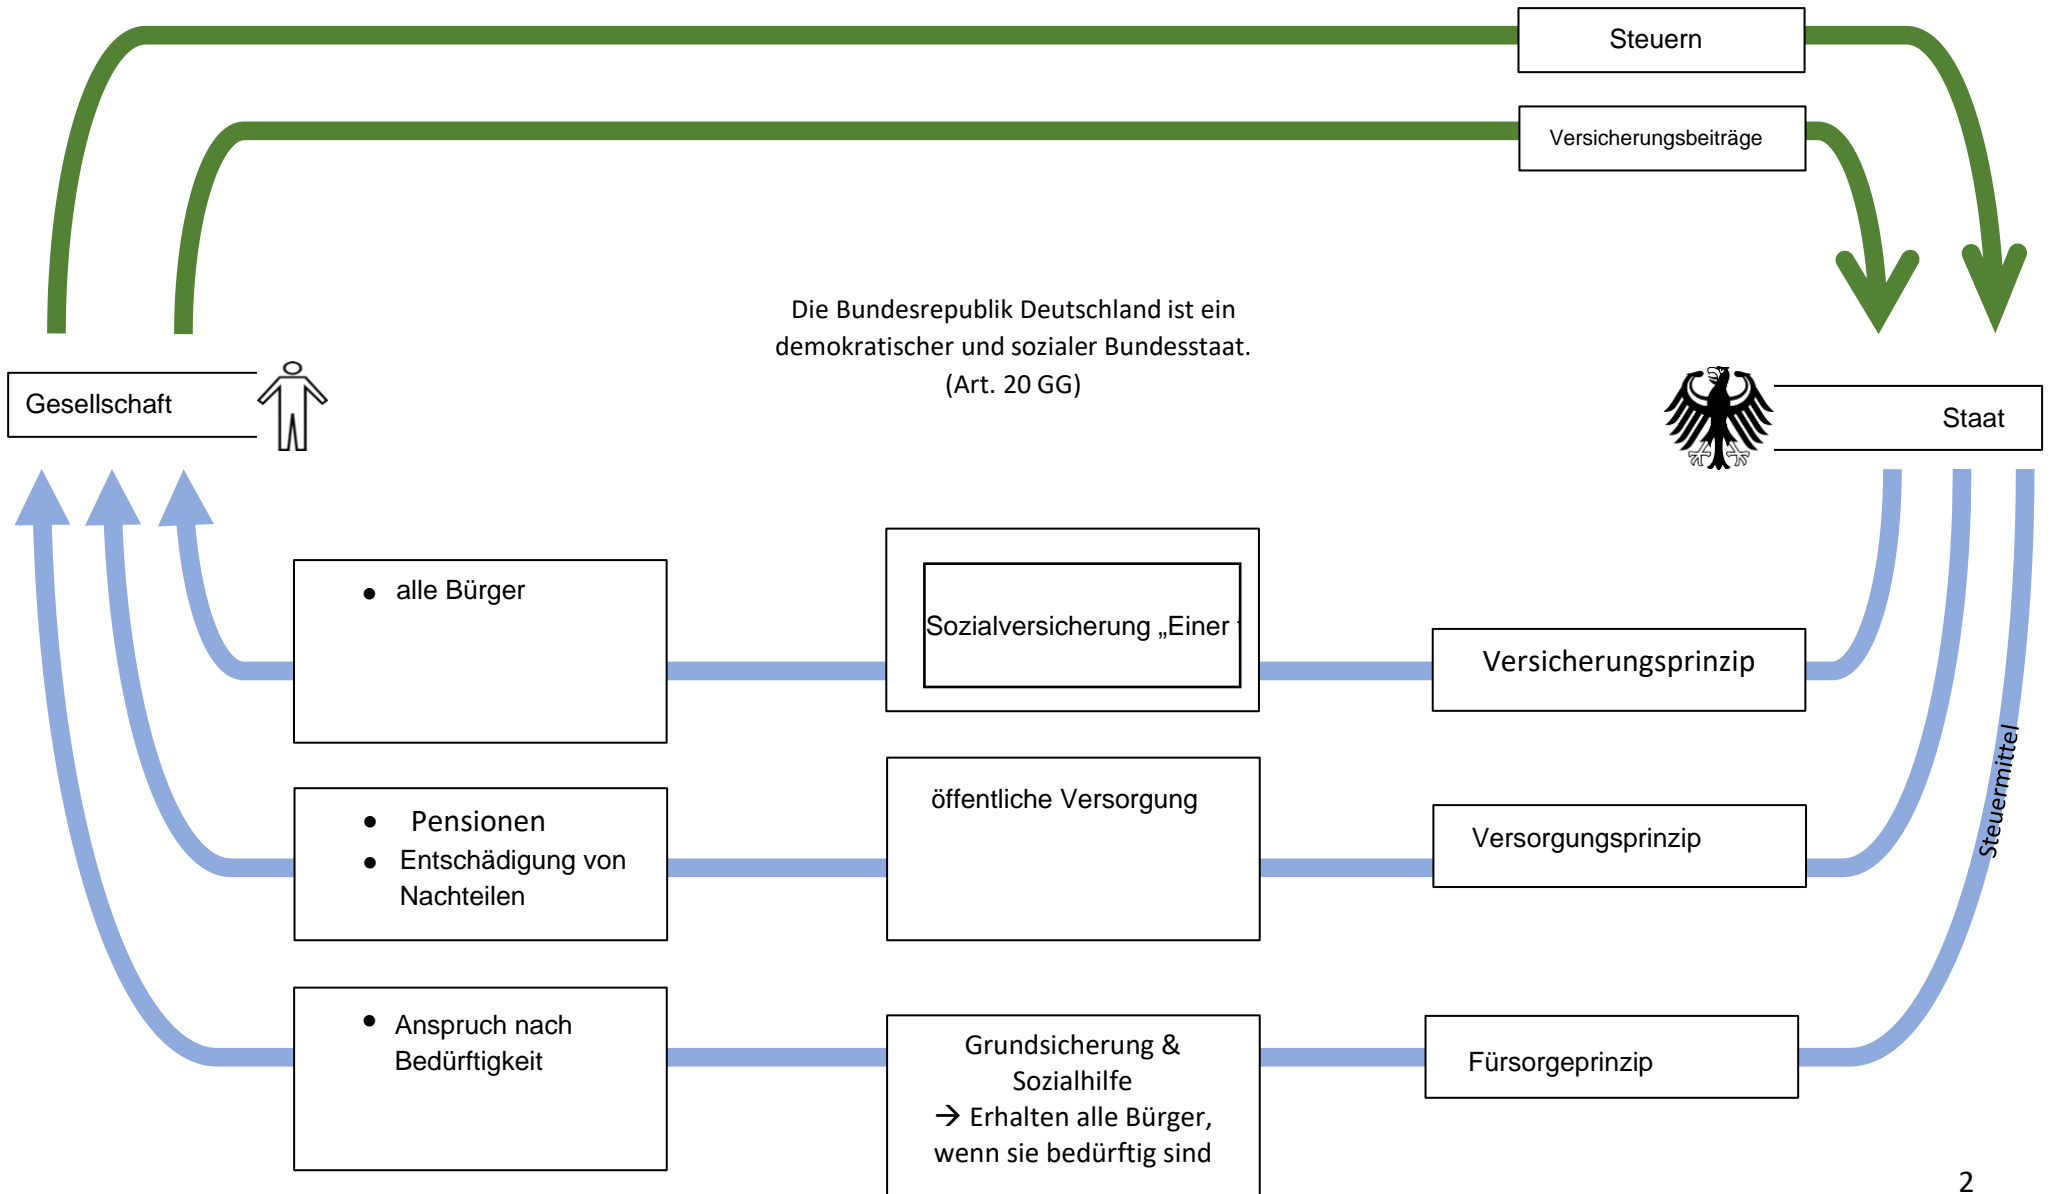 Steuern
Versicherungsbeiträge
Die Bundesrepublik Deutschland ist ein
demokratischer und sozialer Bundesstaat.
(Art. 20 GG)
Gesellschaft
Staat
• alle Bürger
Sozialversicherung „Einer
Versicherungsprinzip
Steuermittel
• Pensionen
• Entschädigung von
Nachteilen
öffentliche Versorgung
Versorgungsprinzip
• Anspruch nach
Bedürftigkeit
Grundsicherung &
Sozialhilfe
→ Erhalten alle Bürger,
wenn sie bedürftig sind
Fürsorgeprinzip
2